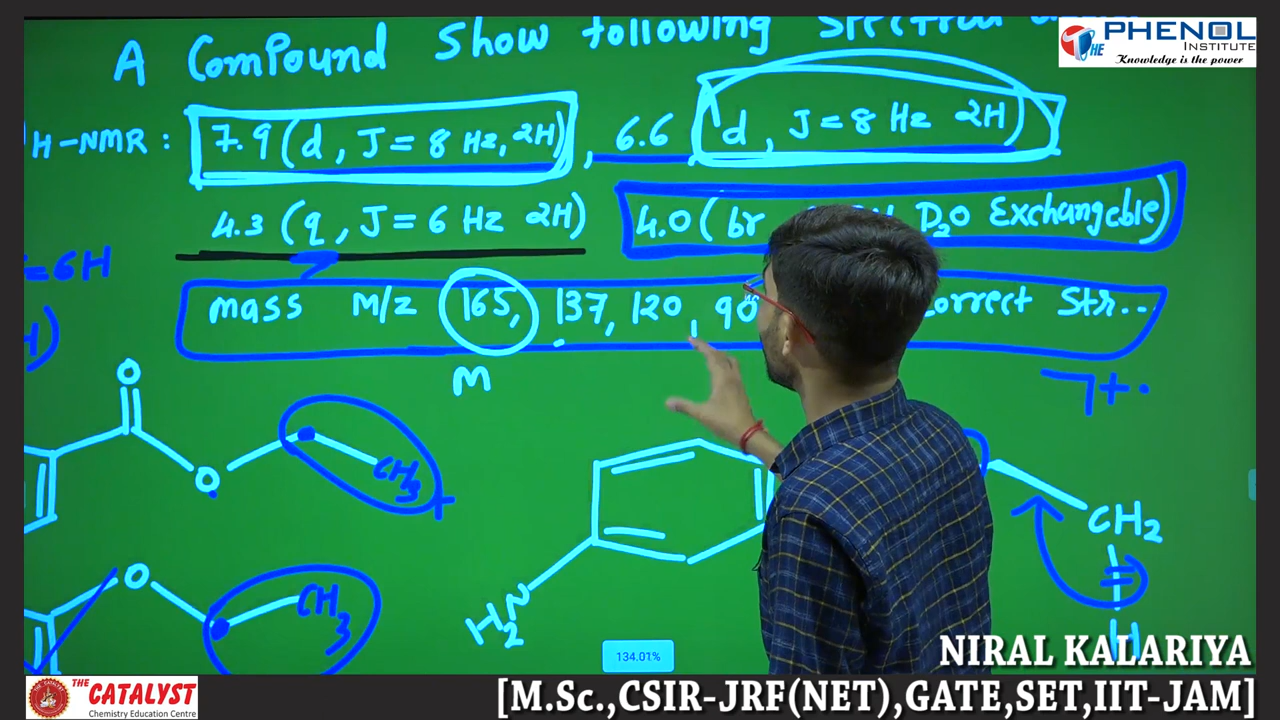 THE PHENOL
INSTITUTE
Knowledge is the power
A Compound Show following
H-NMR : 7.9 (d, J = 8 Hz, 2H), 6.6 (d, J = 8 Hz 2H)
4.3 (q, J = 6 Hz 2H) 4.0 (br D2O Exchangeable)
=6H
mass M/z 165, 137, 120, 90 Str..
M
7+.
H)
O
O
CH3
+
CH2
H
O
CH3
H2N
134.01%
NIRAL KALARIYA
THE CATALYST
Chemistry Education Centre
[M.Sc.,CSIR-JRF(NET),GATE,SET,IIT-JAM]